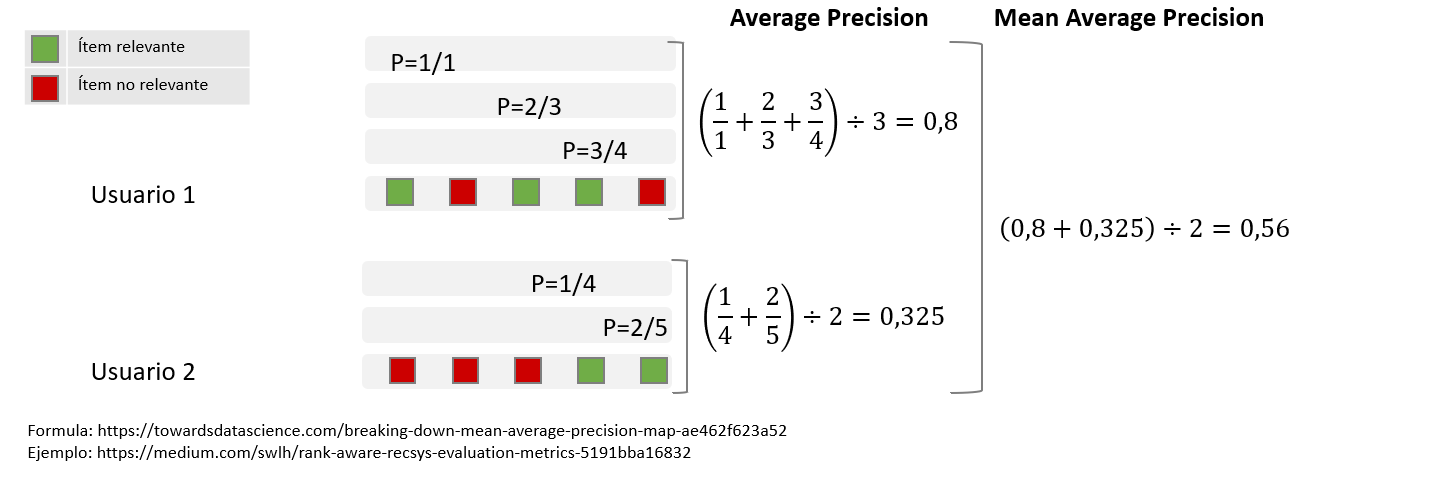 Average Precision
Mean Average Precision
Ítem relevante
Ítem no relevante
P=1/1
P=2/3
P=3/4
(1/1 + 2/3 + 3/4) ÷ 3 = 0,8
Usuario 1
(0,8 + 0,325) ÷ 2 = 0,56
P=1/4
P=2/5
(1/4 + 2/5) ÷ 2 = 0,325
Usuario 2
Formula: https://towardsdatascience.com/breaking-down-mean-average-precision-map-ae462f623a52
Ejemplo: https://medium.com/swlh/rank-aware-recsys-evaluation-metrics-5191bba16832